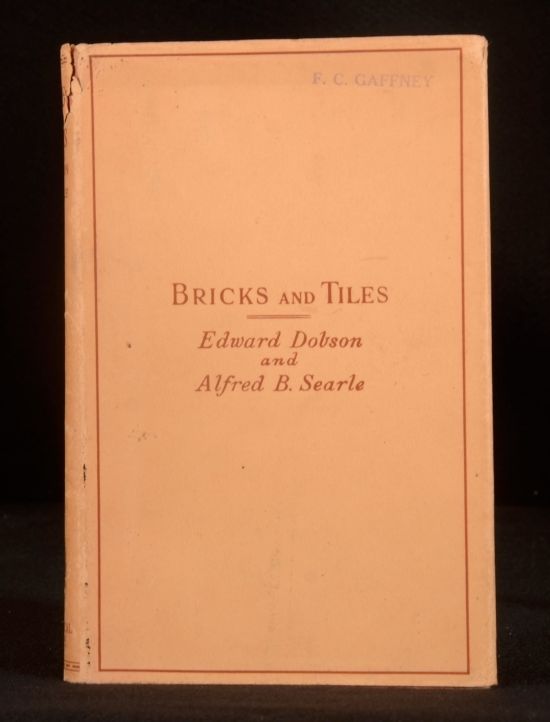 F. C. GAFFNEY
BRICKS AND TILES
Edward Dobson
and
Alfred B. Searle